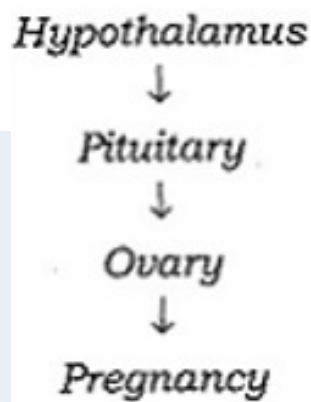 Hypothalamus
↓
Pituitary
↓
Ovary
↓
Pregnancy